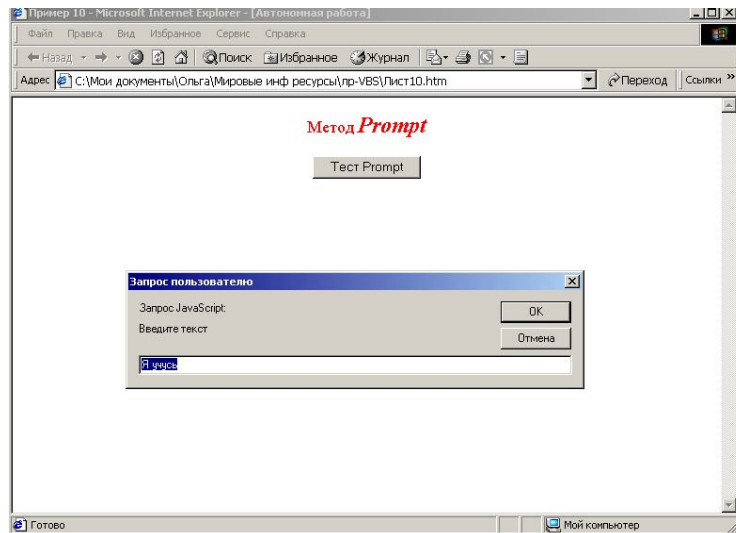 Пример 10 - Microsoft Internet Explorer - [Автономная работа]
Файл Правка Вид Избранное Сервис Справка
Назад Поиск Избранное Журнал
Адрес C:\Мои документы\Ольга\Мировые инф ресурсы\пр-VBS\Лист10.htm Переход Ссылки »
Метод Prompt
Тест Prompt
Запрос пользователю
Запрос JavaScript:
OK
Введите текст
Отмена
Я учусь
Готово Мой компьютер